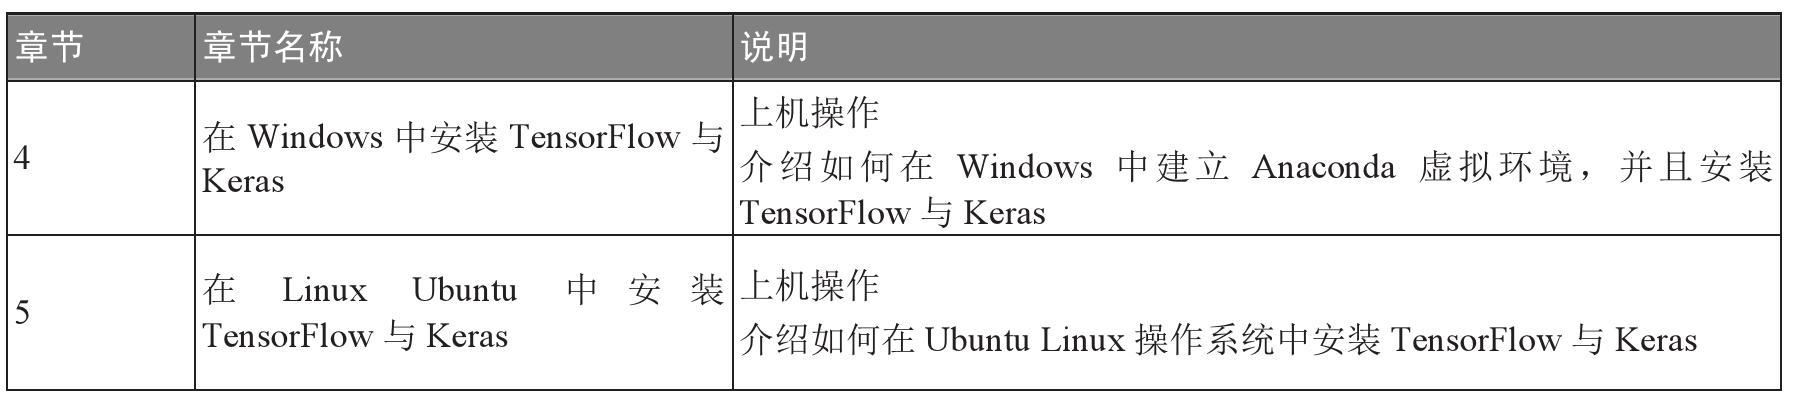 章节 章节名称 说明
4
在 Windows 中安装 TensorFlow 与
Keras
上机操作
介绍如何在 Windows 中建立 Anaconda 虚拟环境，并且安装
TensorFlow 与 Keras
5
在 Linux Ubuntu 中安装
TensorFlow 与 Keras
上机操作
介绍如何在 Ubuntu Linux 操作系统中安装 TensorFlow 与 Keras